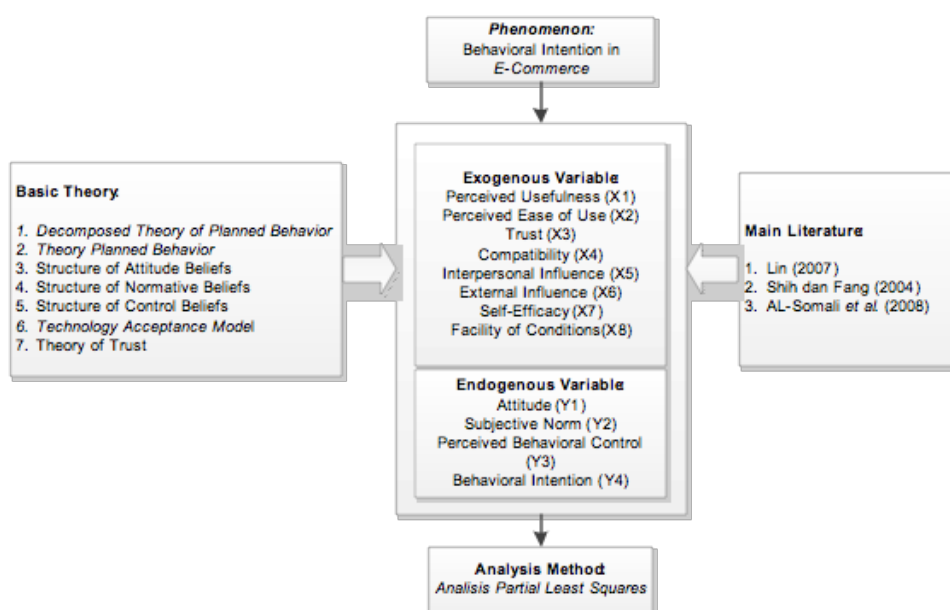 Phenomenon:
Behavioral Intention in
E-Commerce
Basic Theory:
1. Decomposed Theory of Planned Behavior
2. Theory Planned Behavior
3. Structure of Attitude Beliefs
4. Structure of Normative Beliefs
5. Structure of Control Beliefs
6. Technology Acceptance Model
7. Theory of Trust
Exogenous Variable:
Perceived Usefulness (X1)
Perceived Ease of Use (X2)
Trust (X3)
Compatibility (X4)
Interpersonal Influence (X5)
External Influence (X6)
Self-Efficacy (X7)
Facility of Conditions(X8)
Endogenous Variable:
Attitude (Y1)
Subjective Norm (Y2)
Perceived Behavioral Control
(Y3)
Behavioral Intention (Y4)
Main Literature:
1. Lin (2007)
2. Shih dan Fang (2004)
3. AL-Somali et al. (2008)
Analysis Method:
Analisis Partial Least Squares